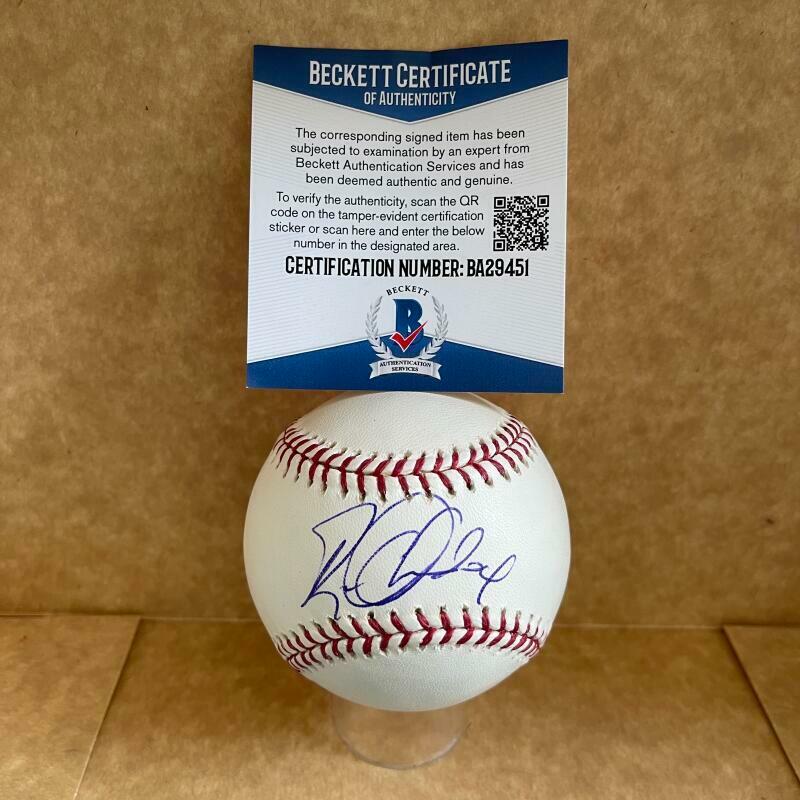 BECKETT CERTIFICATE
OF AUTHENTICITY
The corresponding signed item has been
subjected to examination by an expert from
Beckett Authentication Services and has
been deemed authentic and genuine.
To verify the authenticity, scan the QR
code on the tamper-evident certification
sticker or scan here and enter the below
number in the designated area.
CERTIFICATION NUMBER: BA29451
BECKETT
B
AUTHENTICATION
SERVICES